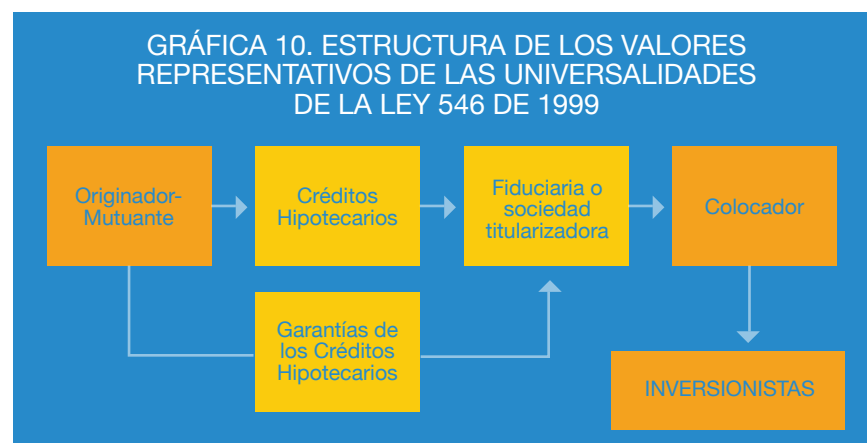 GRÁFICA 10. ESTRUCTURA DE LOS VALORES
REPRESENTATIVOS DE LAS UNIVERSALIDADES
DE LA LEY 546 DE 1999
Originador-
Mutuante
Créditos
Hipotecarios
Fiduciaria o
sociedad
titularizadora
Colocador
Garantías de
los Créditos
Hipotecarios
INVERSIONISTAS